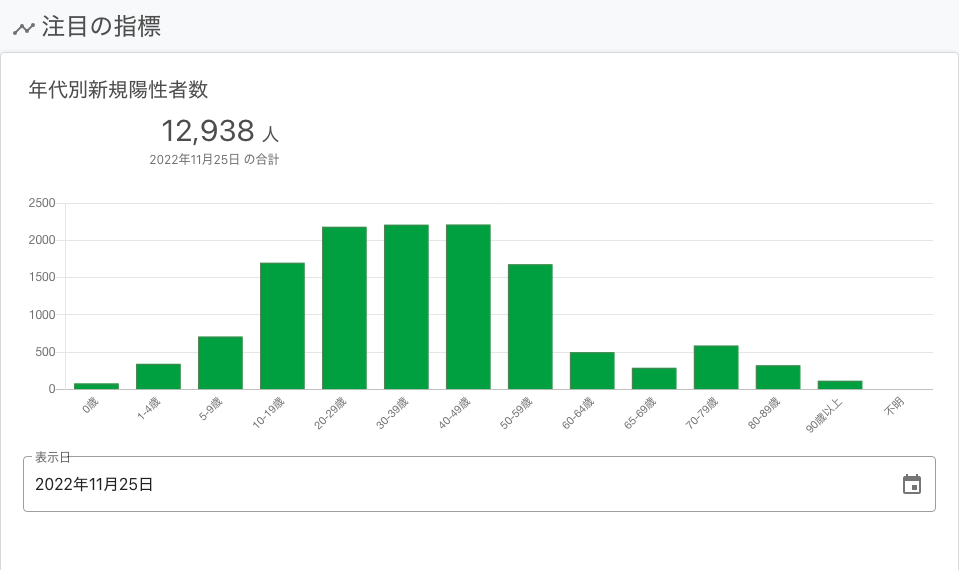 注目の指標
年代別新規陽性者数
12,938 人
2022年11月25日 の合計
2500
2000
1500
1000
500
0
0歳 1-4歳 5-9歳 10-19歳 20-29歳 30-39歳 40-49歳 50-59歳 60-64歳 65-69歳 70-79歳 80-89歳 90歳以上 不明
表示日
2022年11月25日